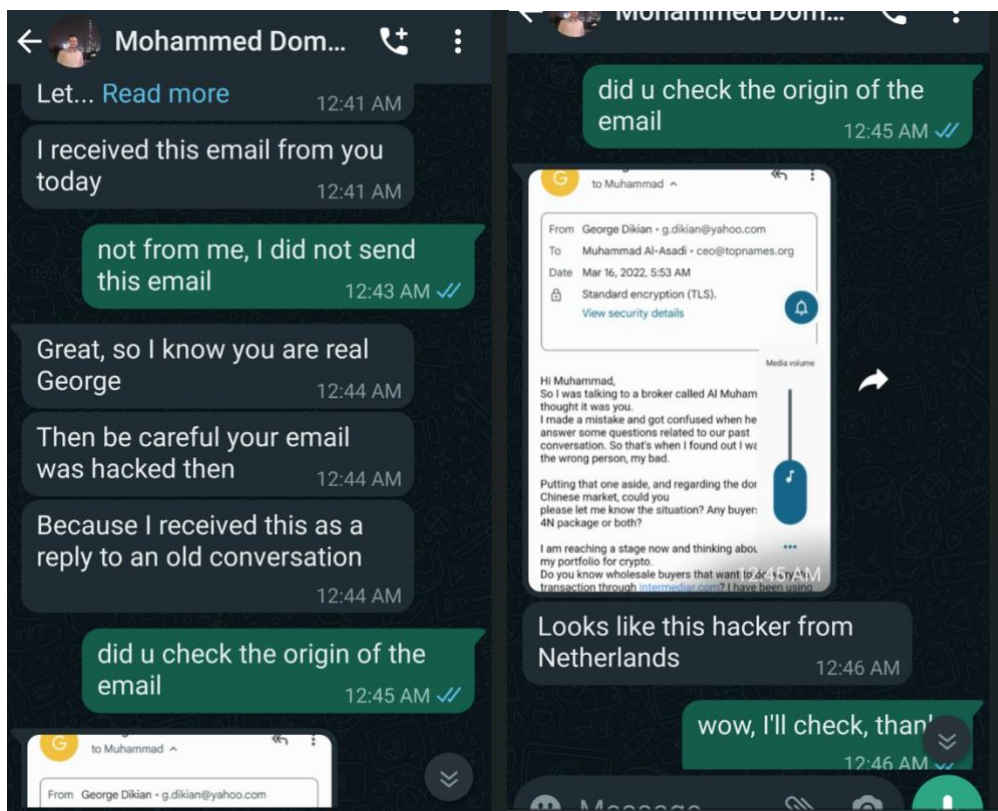 Mohammed Dom...
Let... Read more
12:41 AM
I received this email from you
today
12:41 AM
not from me, I did not send
this email
12:43 AM
Great, so I know you are real
George
12:44 AM
Then be careful your email
was hacked then
12:44 AM
Because I received this as a
reply to an old conversation
12:44 AM
did u check the origin of the
email
12:45 AM
G
to Muhammad
From George Dikian • g.dikian@yahoo.com
Mohammed Dom...
did u check the origin of the
email
12:45 AM
G
to Muhammad
From George Dikian • g.dikian@yahoo.com
To Muhammad Al-Asadi • ceo@topnames.org
Date Mar 16, 2022, 5:53 AM
Standard encryption (TLS).
View security details
Media volume
Hi Muhammad,
So I was talking to a broker called Al Muham
thought it was you.
I made a mistake and got confused when he
answer some questions related to our past
conversation. So that's when I found out I wa
the wrong person, my bad.
Putting that one aside, and regarding the dor
Chinese market, could you
please let me know the situation? Any buyer
4N package or both?
I am reaching a stage now and thinking abou
my portfolio for crypto.
Do you know wholesale buyers that want to do
transaction through intermediar.com? I have been using
12:45 AM
Looks like this hacker from
Netherlands
12:46 AM
wow, I'll check, than
12:46 AM
Message